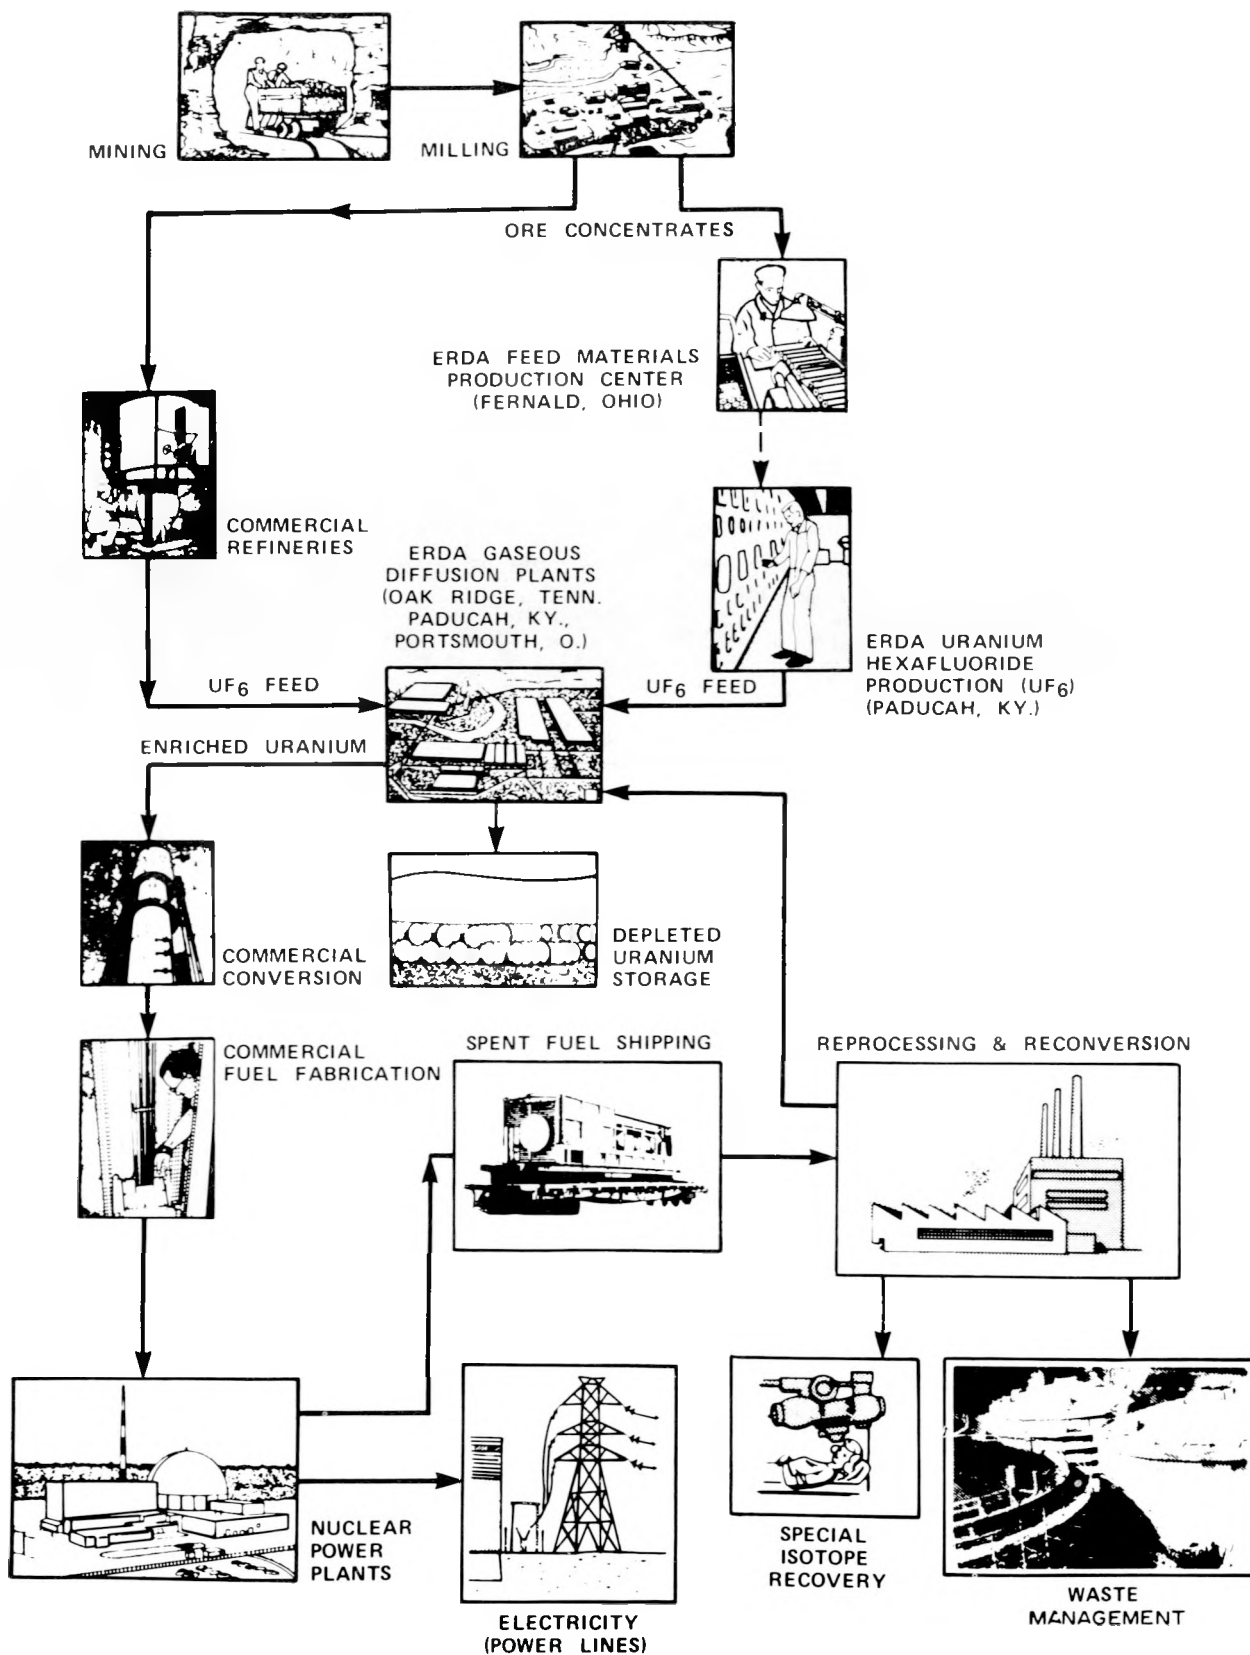 MINING
MILLING
ORE CONCENTRATES
ERDA FEED MATERIALS
PRODUCTION CENTER
(FERNALD, OHIO)
COMMERCIAL
REFINERIES
ERDA GASEOUS
DIFFUSION PLANTS
(OAK RIDGE, TENN.
PADUCAH, KY.,
PORTSMOUTH, O.)
ERDA URANIUM
HEXAFLUORIDE
PRODUCTION (UF6)
(PADUCAH, KY.)
UF6 FEED
UF6 FEED
ENRICHED URANIUM
COMMERCIAL
CONVERSION
DEPLETED
URANIUM
STORAGE
COMMERCIAL
FUEL FABRICATION
SPENT FUEL SHIPPING
REPROCESSING & RECONVERSION
NUCLEAR
POWER
PLANTS
ELECTRICITY
(POWER LINES)
SPECIAL
ISOTOPE
RECOVERY
WASTE
MANAGEMENT